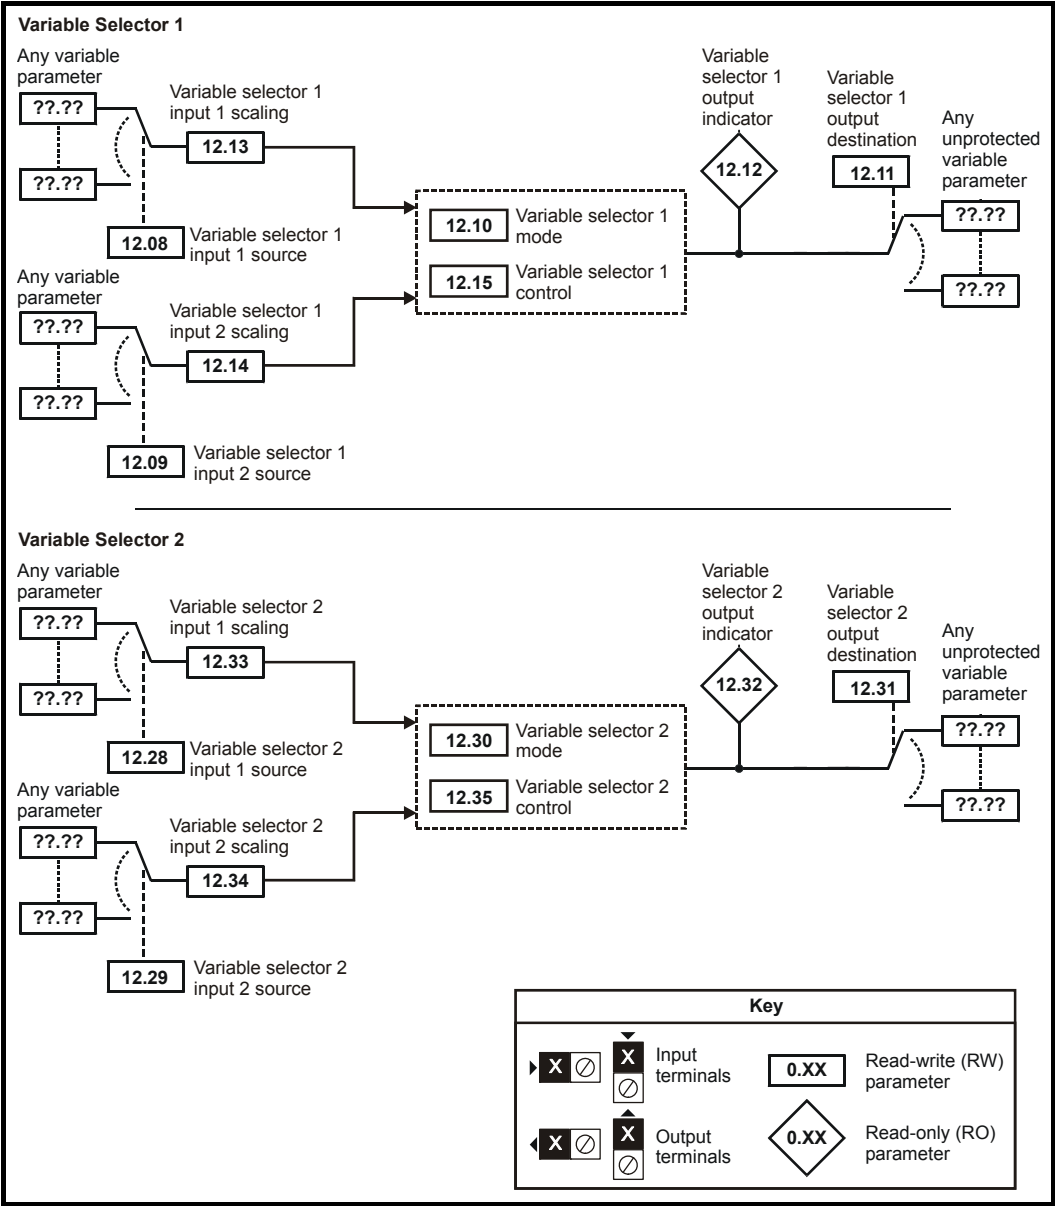 Variable Selector 1
Any variable
parameter
??.??
??.??
Variable selector 1
input 1 scaling
12.13
12.08
Variable selector 1
input 1 source
Any variable
parameter
??.??
??.??
Variable selector 1
input 2 scaling
12.14
12.09
Variable selector 1
input 2 source
12.10
Variable selector 1
mode
12.15
Variable selector 1
control
Variable
selector 1
output
indicator
12.12
Variable
selector 1
output
destination
12.11
Any
unprotected
variable
parameter
??.??
??.??
Variable Selector 2
Any variable
parameter
??.??
??.??
Variable selector 2
input 1 scaling
12.33
12.28
Variable selector 2
input 1 source
Any variable
parameter
??.??
??.??
Variable selector 2
input 2 scaling
12.34
12.29
Variable selector 2
input 2 source
12.30
Variable selector 2
mode
12.35
Variable selector 2
control
Variable
selector 2
output
indicator
12.32
Variable
selector 2
output
destination
12.31
Any
unprotected
variable
parameter
??.??
??.??
Key
X
X
Input
terminals
0.XX
Read-write (RW)
parameter
X
X
Output
terminals
0.XX
Read-only (RO)
parameter